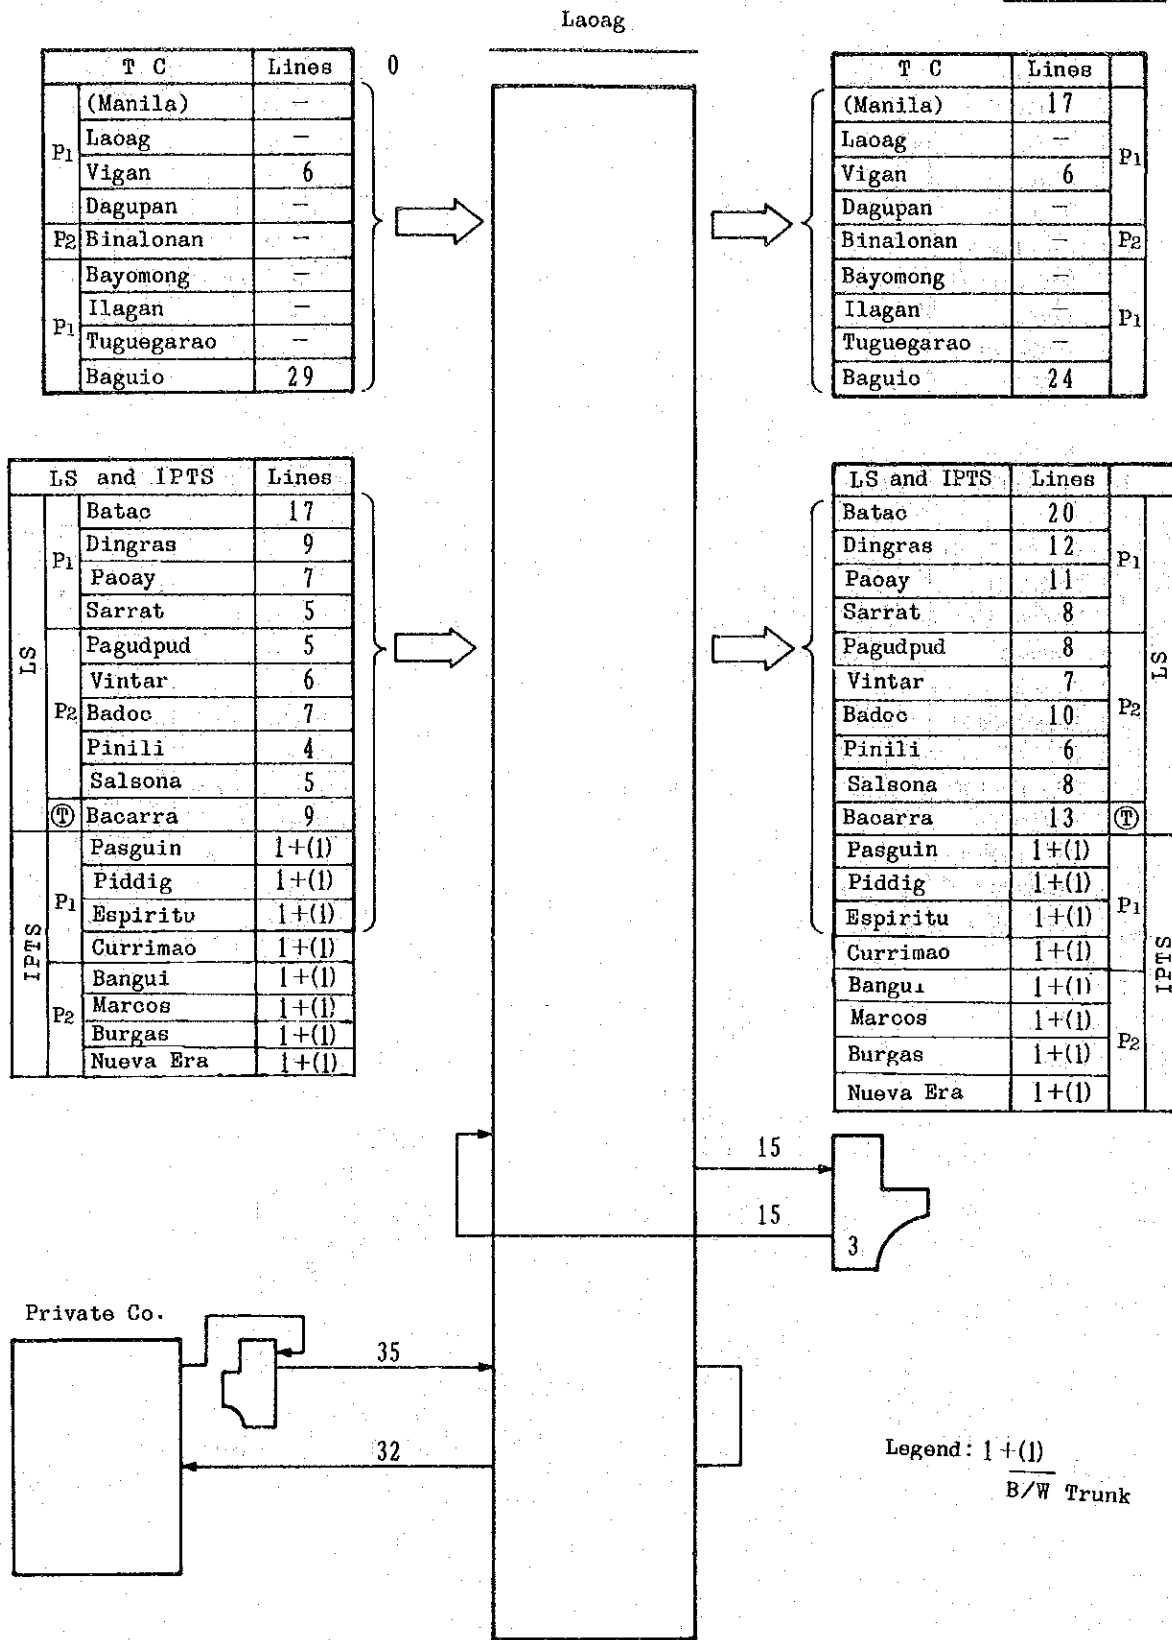 Laoag
T C Lines 0
P1 (Manila) —
Laoag —
Vigan 6
Dagupan —
P2 Binalonan —
P1 Bayomong —
Ilagan —
Tuguegarao —
Baguio 29
T C Lines
(Manila) 17 P1
Laoag —
Vigan 6
Dagupan —
Binalonan — P2
Bayomong — P1
Ilagan —
Tuguegarao —
Baguio 24
LS and IPTS Lines
LS P1 Batac 17
Dingras 9
Paoay 7
Sarrat 5
P2 Pagudpud 5
Vintar 6
Badoc 7
Pinili 4
Salsona 5
Ⓣ Bacarra 9
IPTS P1 Pasguin 1+(1)
Piddig 1+(1)
Espiritu 1+(1)
Currimao 1+(1)
P2 Bangui 1+(1)
Marcos 1+(1)
Burgas 1+(1)
Nueva Era 1+(1)
LS and IPTS Lines
Batac 20 P1 LS
Dingras 12
Paoay 11
Sarrat 8
Pagudpud 8 P2
Vintar 7
Badoc 10
Pinili 6
Salsona 8
Bacarra 13 Ⓣ
Pasguin 1+(1) P1 IPTS
Piddig 1+(1)
Espiritu 1+(1)
Currimao 1+(1)
Bangui 1+(1) P2
Marcos 1+(1)
Burgas 1+(1)
Nueva Era 1+(1)
15
15
3
Private Co.
35
32
Legend: 1+(1)
B/W Trunk